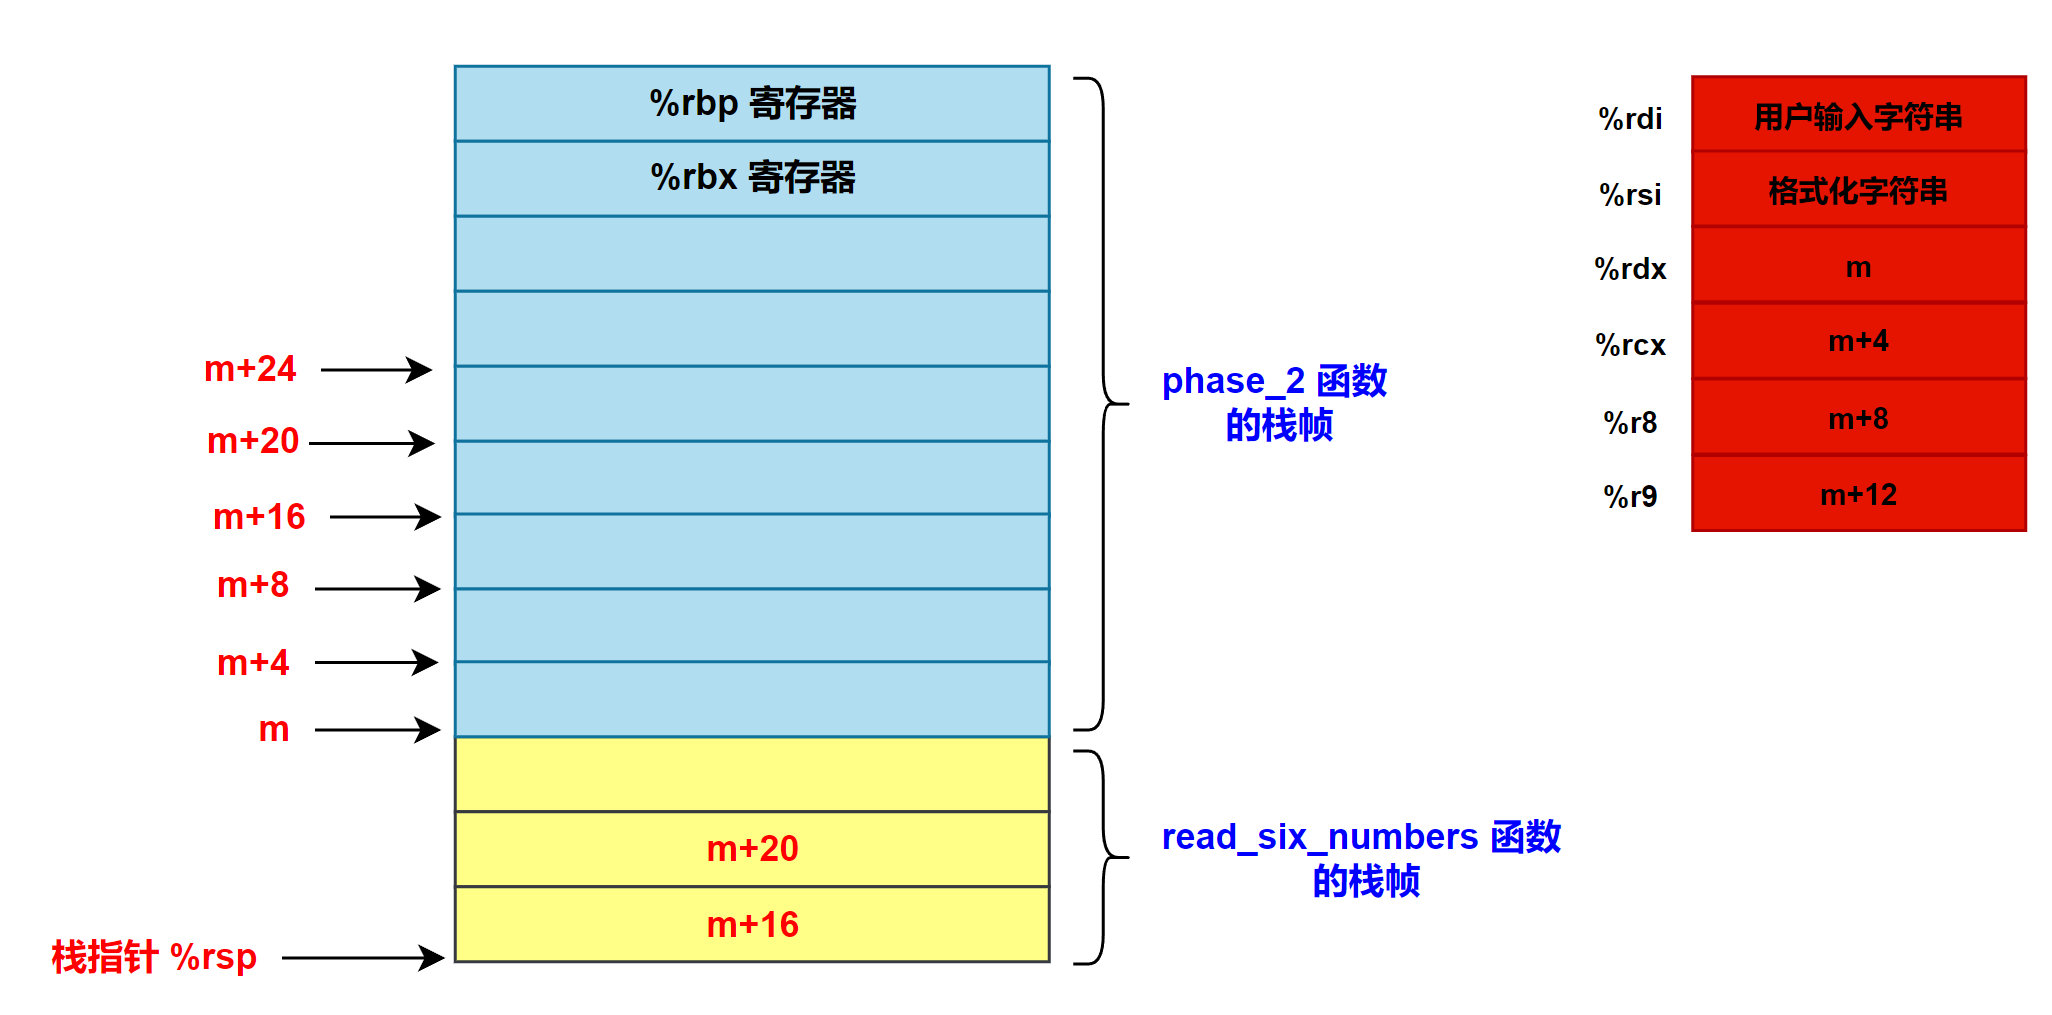 %rbp 寄存器
%rbx 寄存器
m+24
m+20
m+16
m+8
m+4
m
phase_2 函数
的栈帧
m+20
m+16
read_six_numbers 函数
的栈帧
栈指针 %rsp
%rdi 用户输入字符串
%rsi 格式化字符串
%rdx m
%rcx m+4
%r8 m+8
%r9 m+12